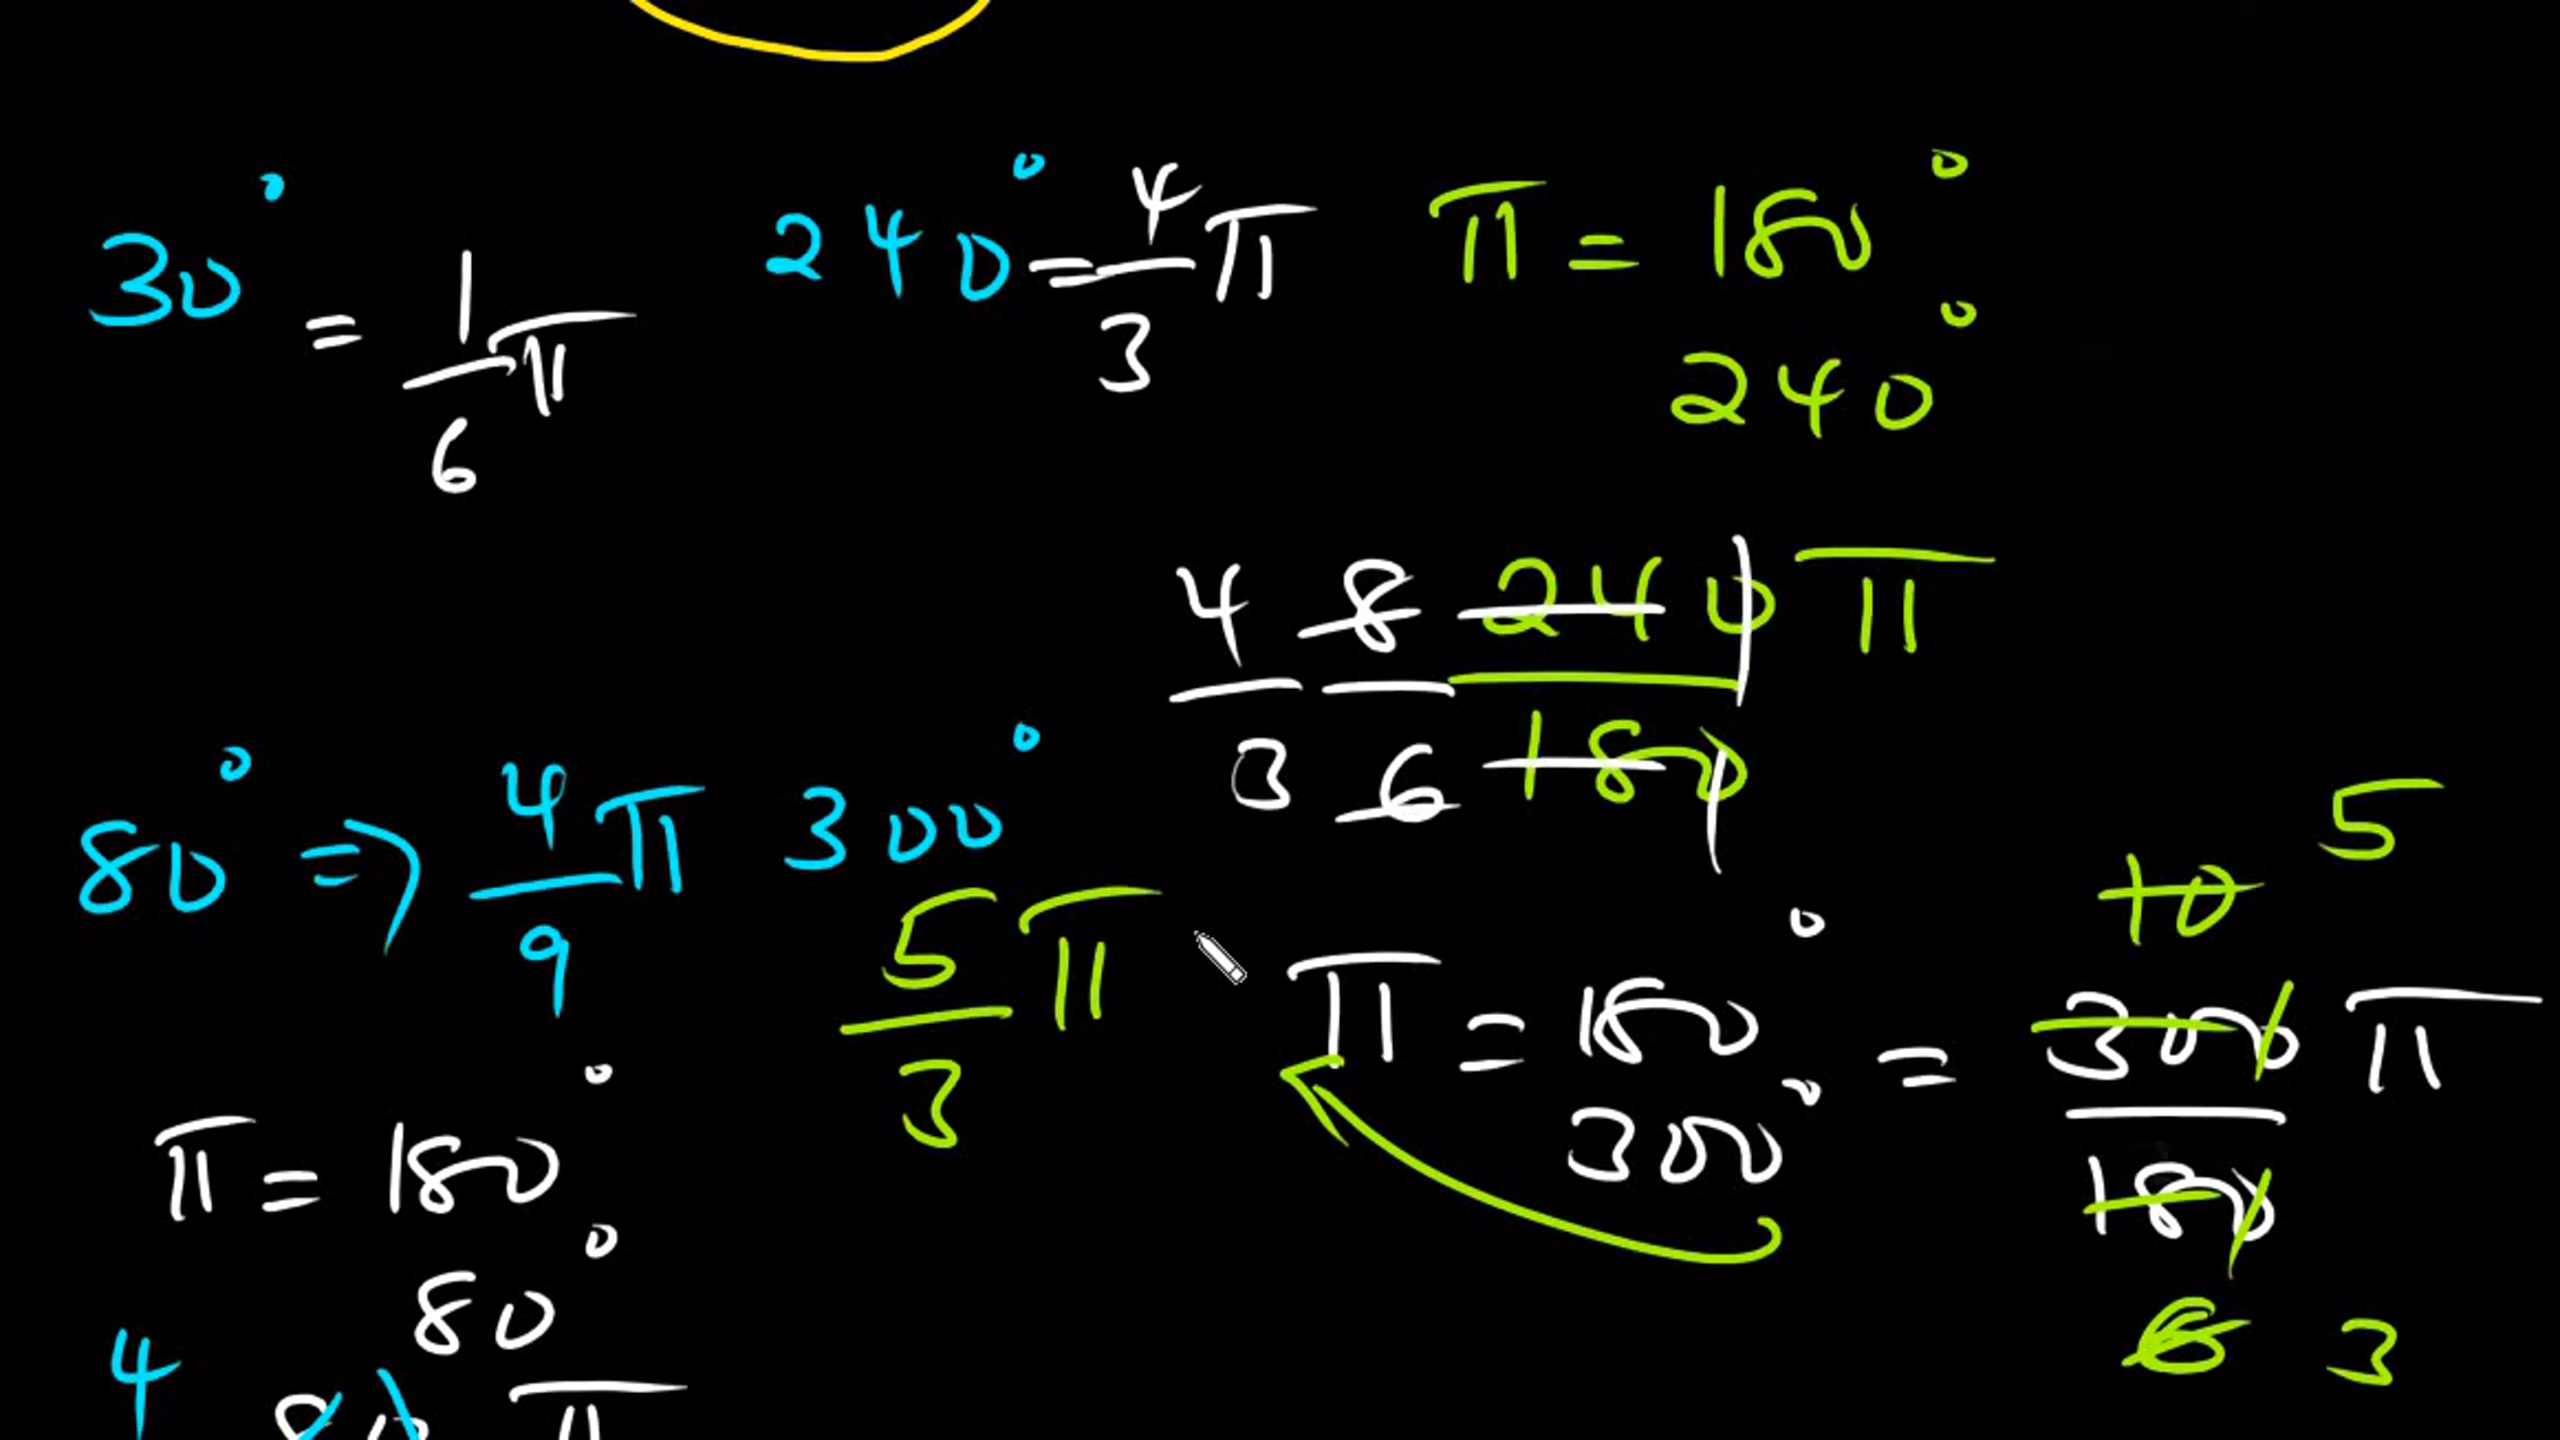 30° = 1/6 π
240° = 4/3 π
π = 180°
240°
4/3 8/6 240/180 π
80° => 4/9 π
π = 180°
80°
4 80 π
300°
5/3 π
π = 180° = 300/180 π
300°
10 5
6 3